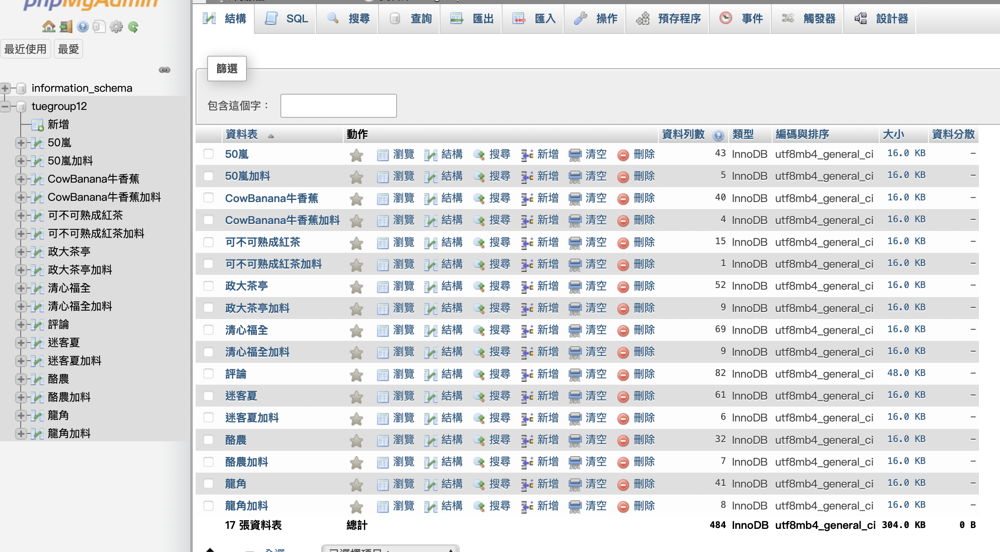 phpMyAdmin
最近使用 最愛
information_schema
tuegroup12
新增
50嵐
50嵐加料
CowBanana牛香蕉
CowBanana牛香蕉加料
可不可熟成紅茶
可不可熟成紅茶加料
政大茶亭
政大茶亭加料
清心福全
清心福全加料
評論
迷客夏
迷客夏加料
酪農
酪農加料
龍角
龍角加料
結構 SQL 搜尋 查詢 匯出 匯入 操作 預存程序 事件 觸發器 設計器
篩選
包含這個字：
資料表 動作 資料列數 類型 編碼與排序 大小 資料分散
50嵐 瀏覽 結構 搜尋 新增 清空 刪除 43 InnoDB utf8mb4_general_ci 16.0 KB –
50嵐加料 瀏覽 結構 搜尋 新增 清空 刪除 5 InnoDB utf8mb4_general_ci 16.0 KB –
CowBanana牛香蕉 瀏覽 結構 搜尋 新增 清空 刪除 40 InnoDB utf8mb4_general_ci 16.0 KB –
CowBanana牛香蕉加料 瀏覽 結構 搜尋 新增 清空 刪除 4 InnoDB utf8mb4_general_ci 16.0 KB –
可不可熟成紅茶 瀏覽 結構 搜尋 新增 清空 刪除 15 InnoDB utf8mb4_general_ci 16.0 KB –
可不可熟成紅茶加料 瀏覽 結構 搜尋 新增 清空 刪除 1 InnoDB utf8mb4_general_ci 16.0 KB –
政大茶亭 瀏覽 結構 搜尋 新增 清空 刪除 52 InnoDB utf8mb4_general_ci 16.0 KB –
政大茶亭加料 瀏覽 結構 搜尋 新增 清空 刪除 9 InnoDB utf8mb4_general_ci 16.0 KB –
清心福全 瀏覽 結構 搜尋 新增 清空 刪除 69 InnoDB utf8mb4_general_ci 16.0 KB –
清心福全加料 瀏覽 結構 搜尋 新增 清空 刪除 9 InnoDB utf8mb4_general_ci 16.0 KB –
評論 瀏覽 結構 搜尋 新增 清空 刪除 82 InnoDB utf8mb4_general_ci 48.0 KB –
迷客夏 瀏覽 結構 搜尋 新增 清空 刪除 61 InnoDB utf8mb4_general_ci 16.0 KB –
迷客夏加料 瀏覽 結構 搜尋 新增 清空 刪除 6 InnoDB utf8mb4_general_ci 16.0 KB –
酪農 瀏覽 結構 搜尋 新增 清空 刪除 32 InnoDB utf8mb4_general_ci 16.0 KB –
酪農加料 瀏覽 結構 搜尋 新增 清空 刪除 7 InnoDB utf8mb4_general_ci 16.0 KB –
龍角 瀏覽 結構 搜尋 新增 清空 刪除 41 InnoDB utf8mb4_general_ci 16.0 KB –
龍角加料 瀏覽 結構 搜尋 新增 清空 刪除 8 InnoDB utf8mb4_general_ci 16.0 KB –
17 張資料表 總計 484 InnoDB utf8mb4_general_ci 304.0 KB 0 B